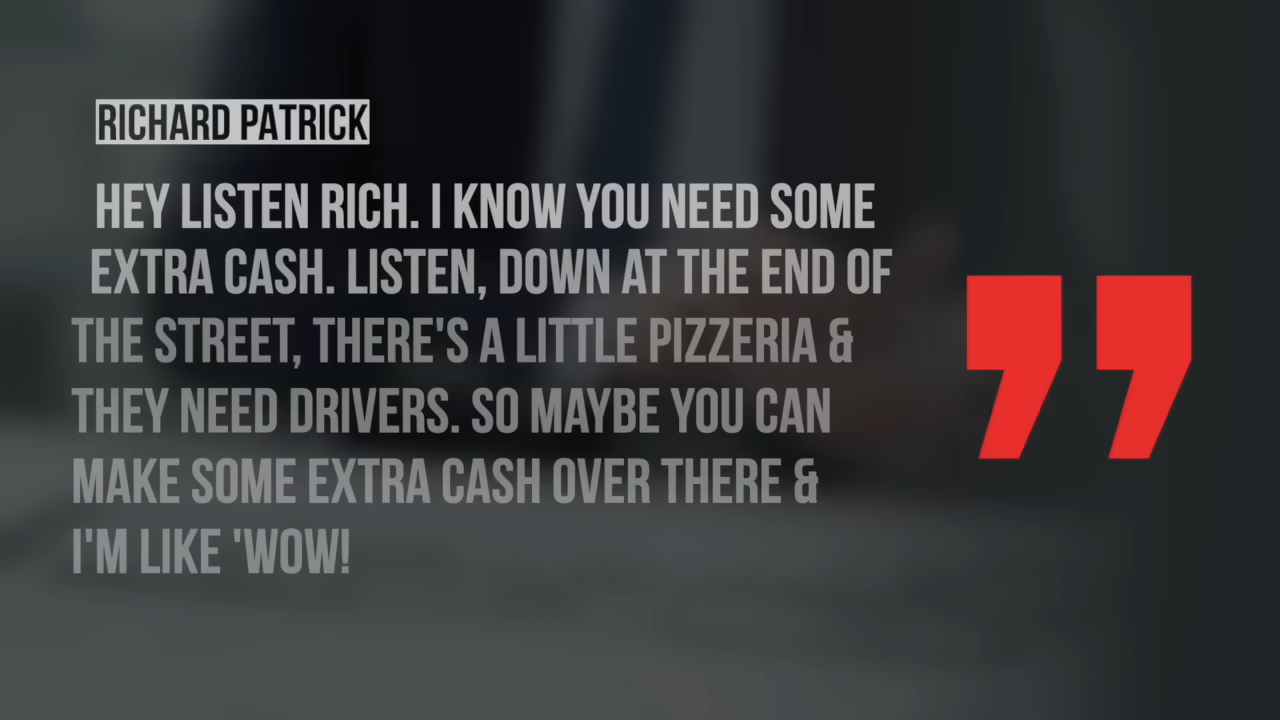 RICHARD PATRICK
HEY LISTEN RICH. I KNOW YOU NEED SOME
EXTRA CASH. LISTEN, DOWN AT THE END OF
THE STREET, THERE'S A LITTLE PIZZERIA &
THEY NEED DRIVERS. SO MAYBE YOU CAN
MAKE SOME EXTRA CASH OVER THERE &
I'M LIKE 'WOW!
”